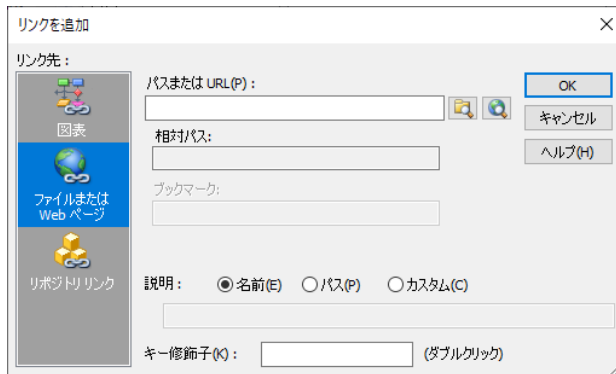 リンクを追加
リンク先：
図表
ファイルまたは
Web ページ
リポジトリ リンク
パスまたは URL(P)：
相対パス:
ブックマーク:
説明： 名前(E) パス(P) カスタム(C)
キー修飾子(K)： (ダブルクリック)
OK
キャンセル
ヘルプ(H)